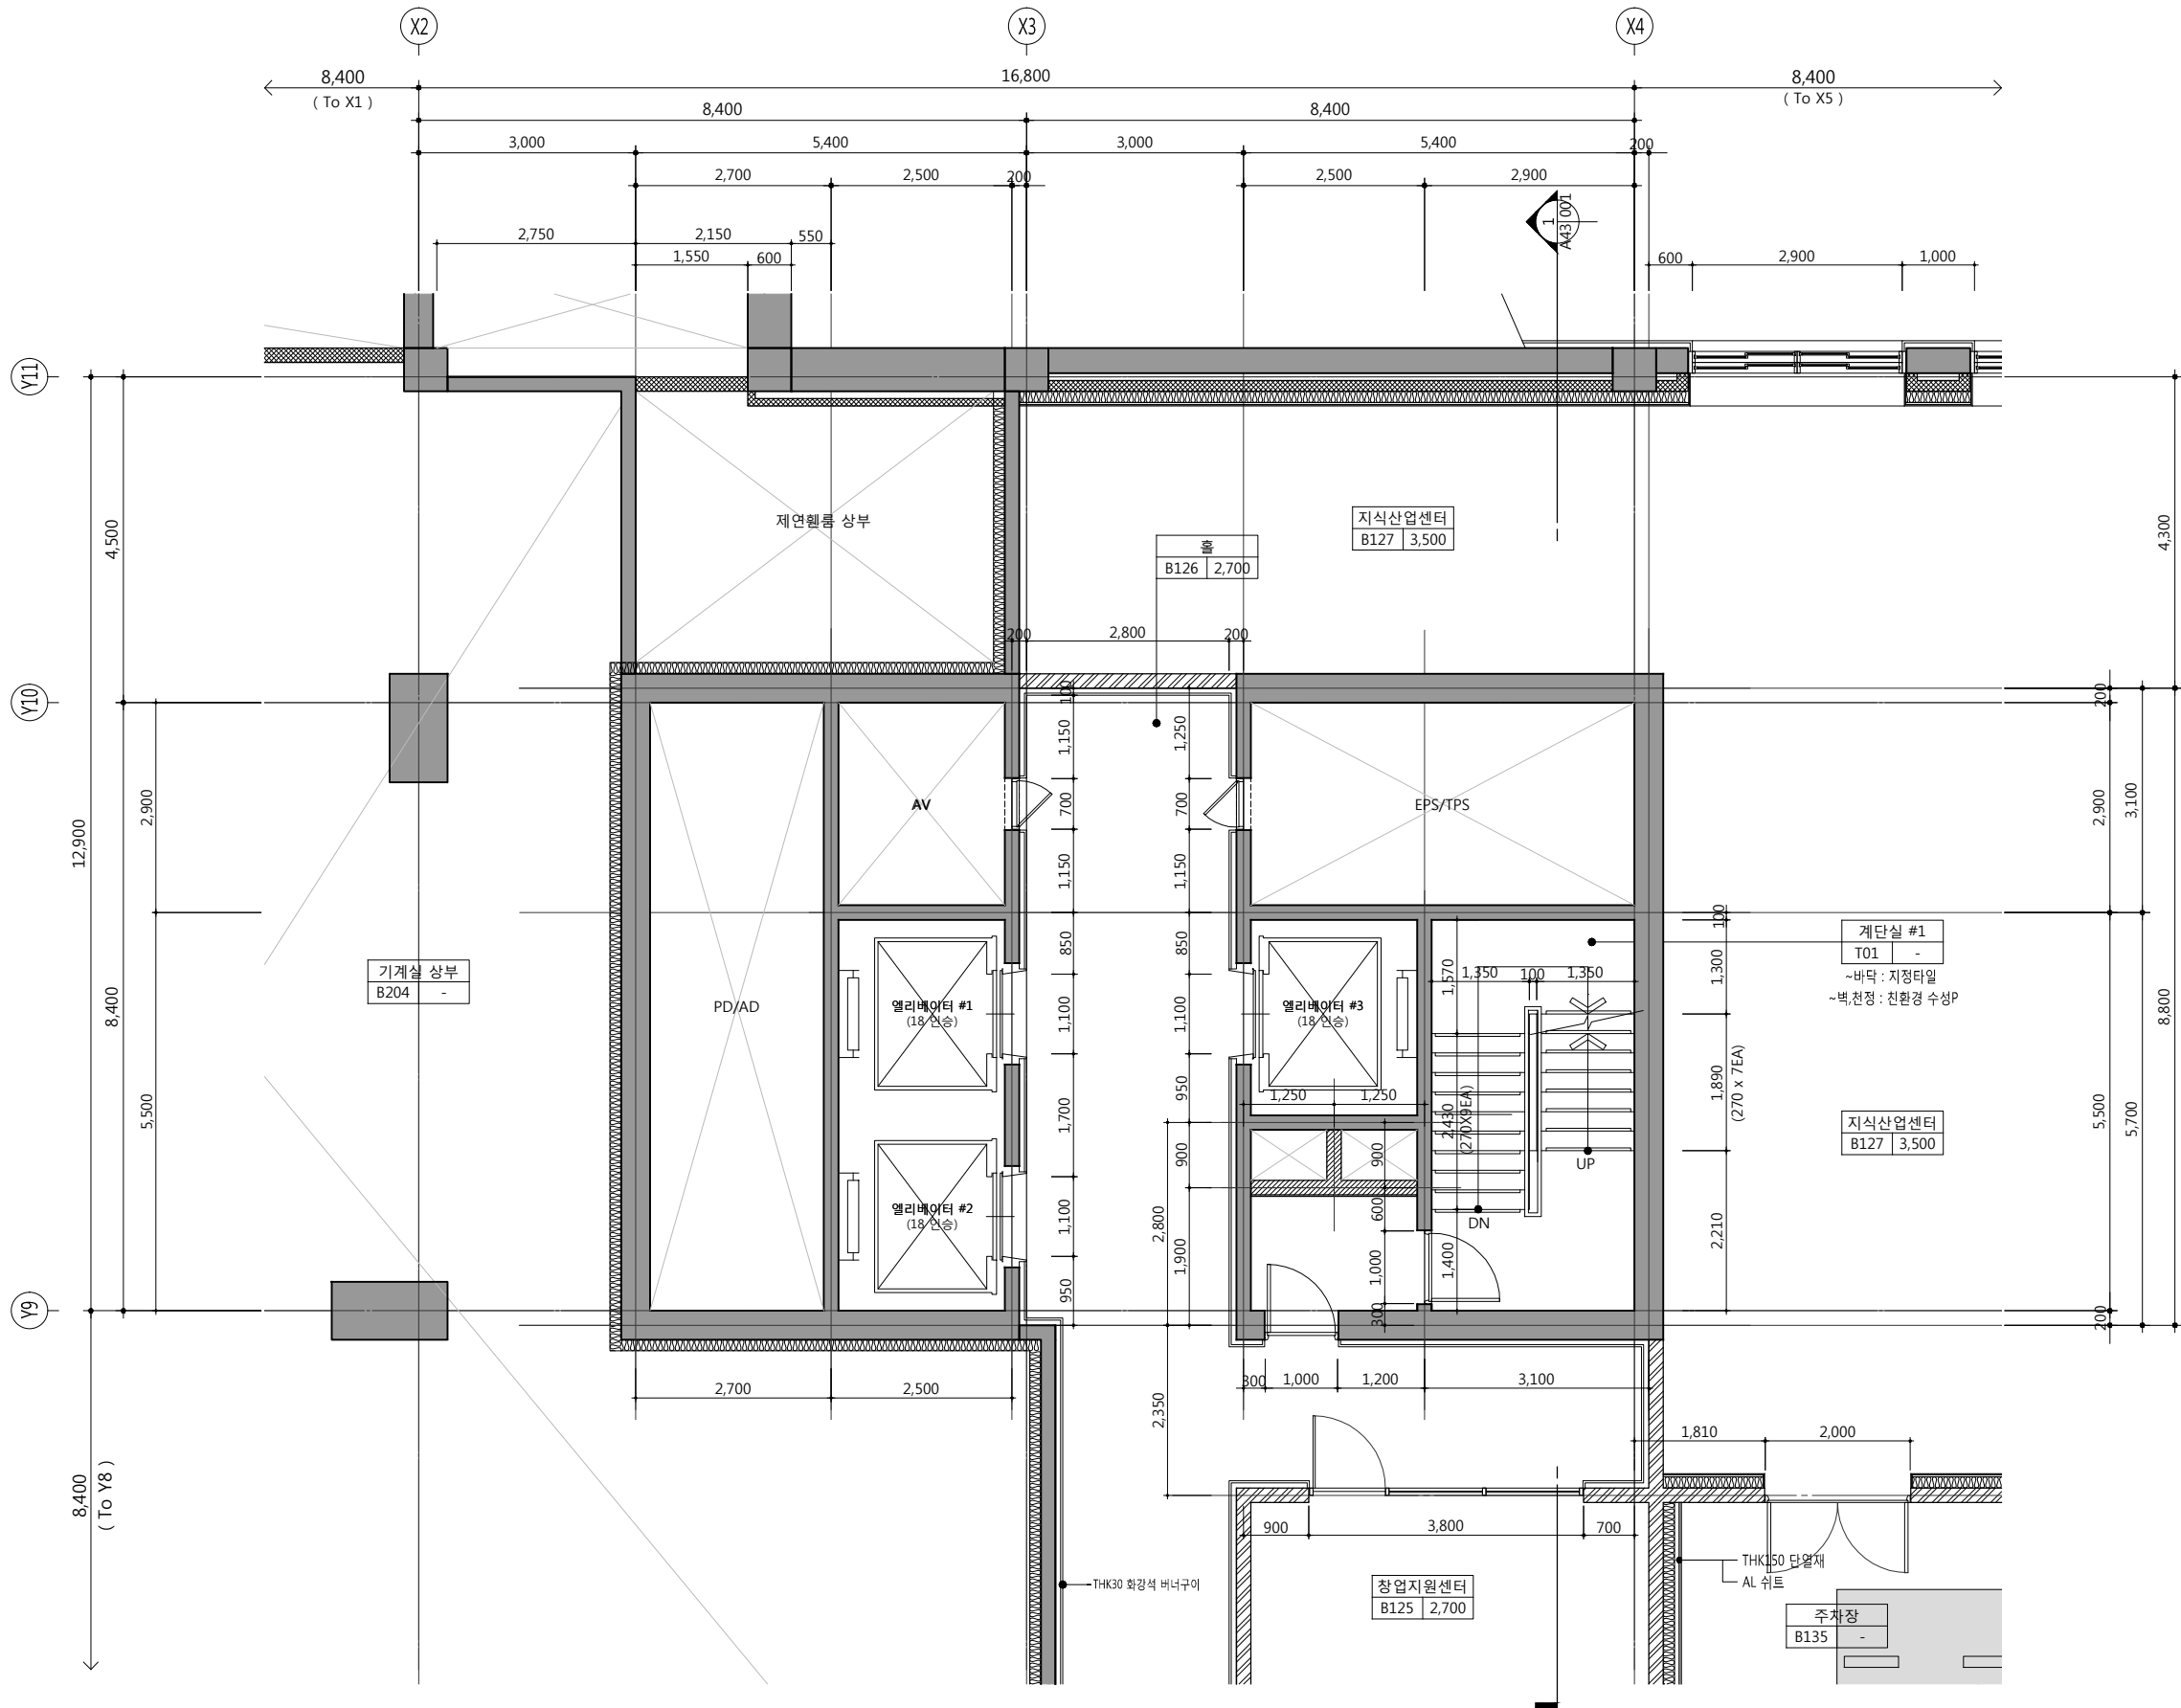 X2
X3
X4
8,400
16,800
8,400
( To X1 )
( To X5 )
8,400
8,400
3,000
5,400
3,000
5,400
200
2,700
2,500
200
2,500
2,900
1
A43 001
2,750
2,150
550
1,550
600
600
2,900
1,000
Y11
Y10
Y9
12,900
4,500
8,400
2,900
5,500
8,400
( To Y8 )
제연휀룸 상부
지식산업센터
B127
3,500
홀
B126
2,700
200
2,800
200
4,300
100
1,150
700
1,150
850
1,100
1,700
1,100
950
1,250
700
1,150
850
1,100
950
900
1,900
2,800
2,350
AV
EPS/TPS
PD/AD
기계실 상부
B204
-
엘리베이터 #1
(18 인승)
엘리베이터 #2
(18 인승)
엘리베이터 #3
(18 인승)
1,350
100
1,350
1,570
2,430
(270X9EA)
1,400
1,250
1,250
900
600
1,000
300
UP
DN
100
1,300
1,890
(270 x 7EA)
2,210
계단실 #1
T01
-
~바닥 : 지정타일
~벽,천정 : 친환경 수성P
지식산업센터
B127
3,500
200
2,900
3,100
5,500
5,700
200
8,800
2,700
2,500
300
1,000
1,200
3,100
1,810
2,000
900
3,800
700
THK30 화강석 버너구이
창업지원센터
B125
2,700
THK150 단열재
AL 쉬트
주차장
B135
-